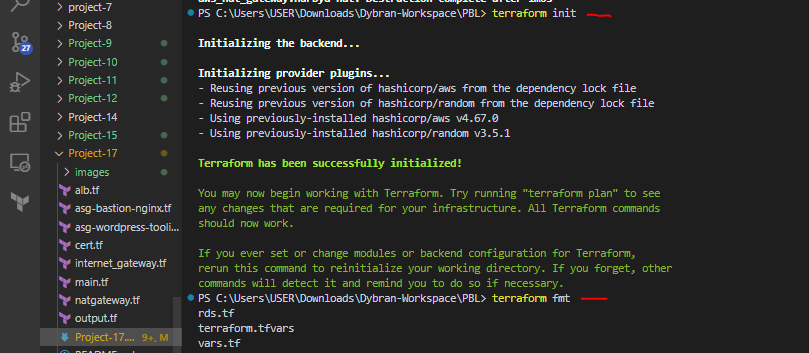 project-7
Project-8
Project-9
Project-10
Project-11
Project-12
Project-14
Project-15
Project-17
images
alb.tf
asg-bastion-nginx.tf
asg-wordpress-tooli...
cert.tf
internet_gateway.tf
main.tf
natgateway.tf
output.tf
Project-17.... 9+, M
27
PS C:\Users\USER\Downloads\Dybran-Workspace\PBL> terraform init
Initializing the backend...
Initializing provider plugins...
- Reusing previous version of hashicorp/aws from the dependency lock file
- Reusing previous version of hashicorp/random from the dependency lock file
- Using previously-installed hashicorp/aws v4.67.0
- Using previously-installed hashicorp/random v3.5.1
Terraform has been successfully initialized!
You may now begin working with Terraform. Try running "terraform plan" to see
any changes that are required for your infrastructure. All Terraform commands
should now work.
If you ever set or change modules or backend configuration for Terraform,
rerun this command to reinitialize your working directory. If you forget, other
commands will detect it and remind you to do so if necessary.
PS C:\Users\USER\Downloads\Dybran-Workspace\PBL> terraform fmt
rds.tf
terraform.tfvars
vars.tf